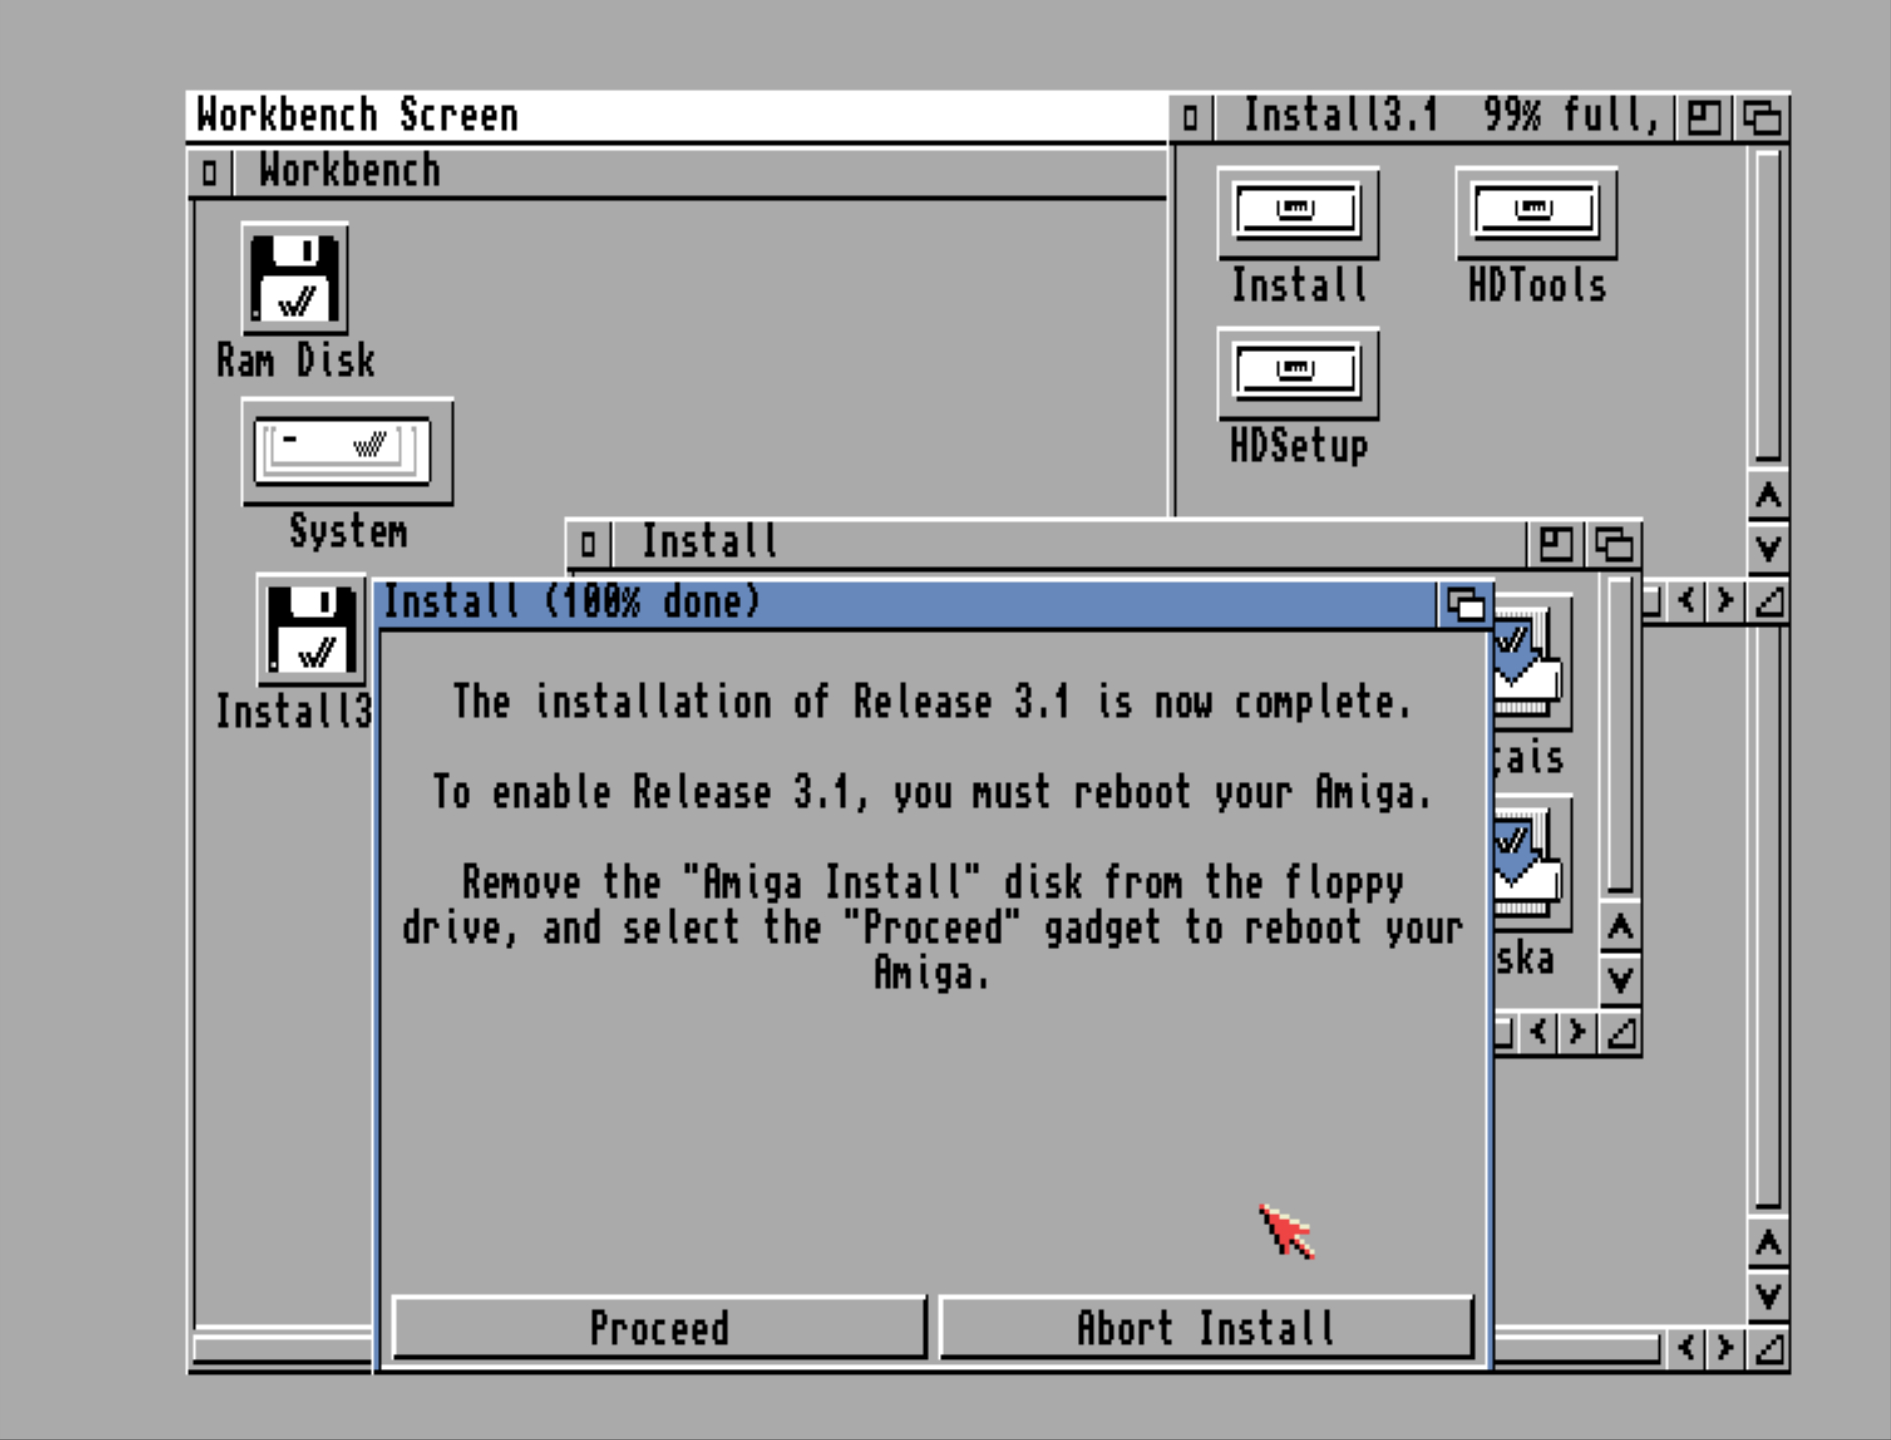 Workbench Screen
Install3.1  99% full,
Workbench
Install
HDTools
Ram Disk
HDSetup
System
Install
Install (100% done)
Install3
The installation of Release 3.1 is now complete.
çais
To enable Release 3.1, you must reboot your Amiga.
Remove the "Amiga Install" disk from the floppy
drive, and select the "Proceed" gadget to reboot your
Amiga.
ska
Proceed
Abort Install